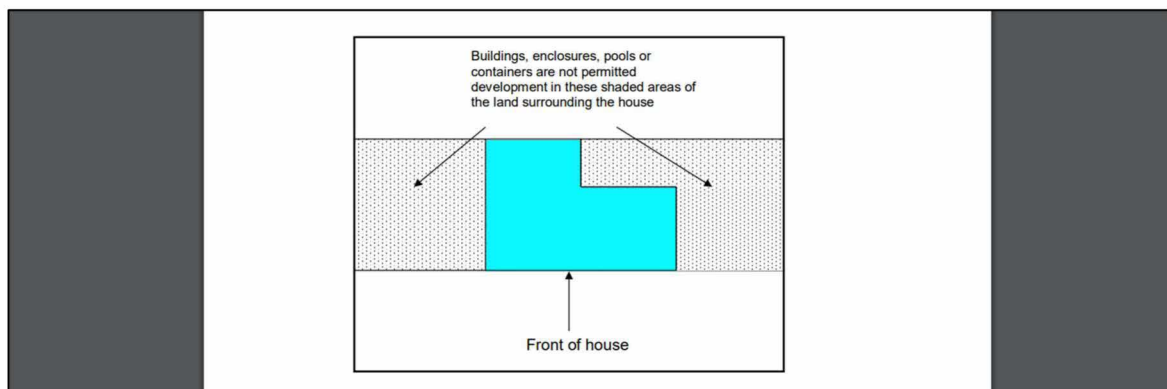 Buildings, enclosures, pools or
containers are not permitted
development in these shaded areas of
the land surrounding the house
Front of house